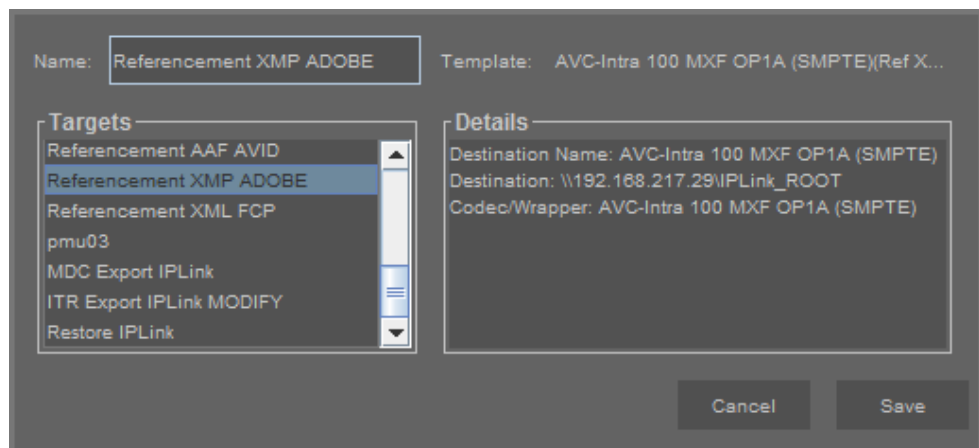 Name: Referencement XMP ADOBE Template: AVC-Intra 100 MXF OP1A (SMPTE)(Ref X...
Targets
Referencement AAF AVID
Referencement XMP ADOBE
Referencement XML FCP
pmu03
MDC Export IPLink
ITR Export IPLink MODIFY
Restore IPLink
Details
Destination Name: AVC-Intra 100 MXF OP1A (SMPTE)
Destination: \\192.168.217.29\IPLink_ROOT
Codec/Wrapper: AVC-Intra 100 MXF OP1A (SMPTE)
Cancel Save